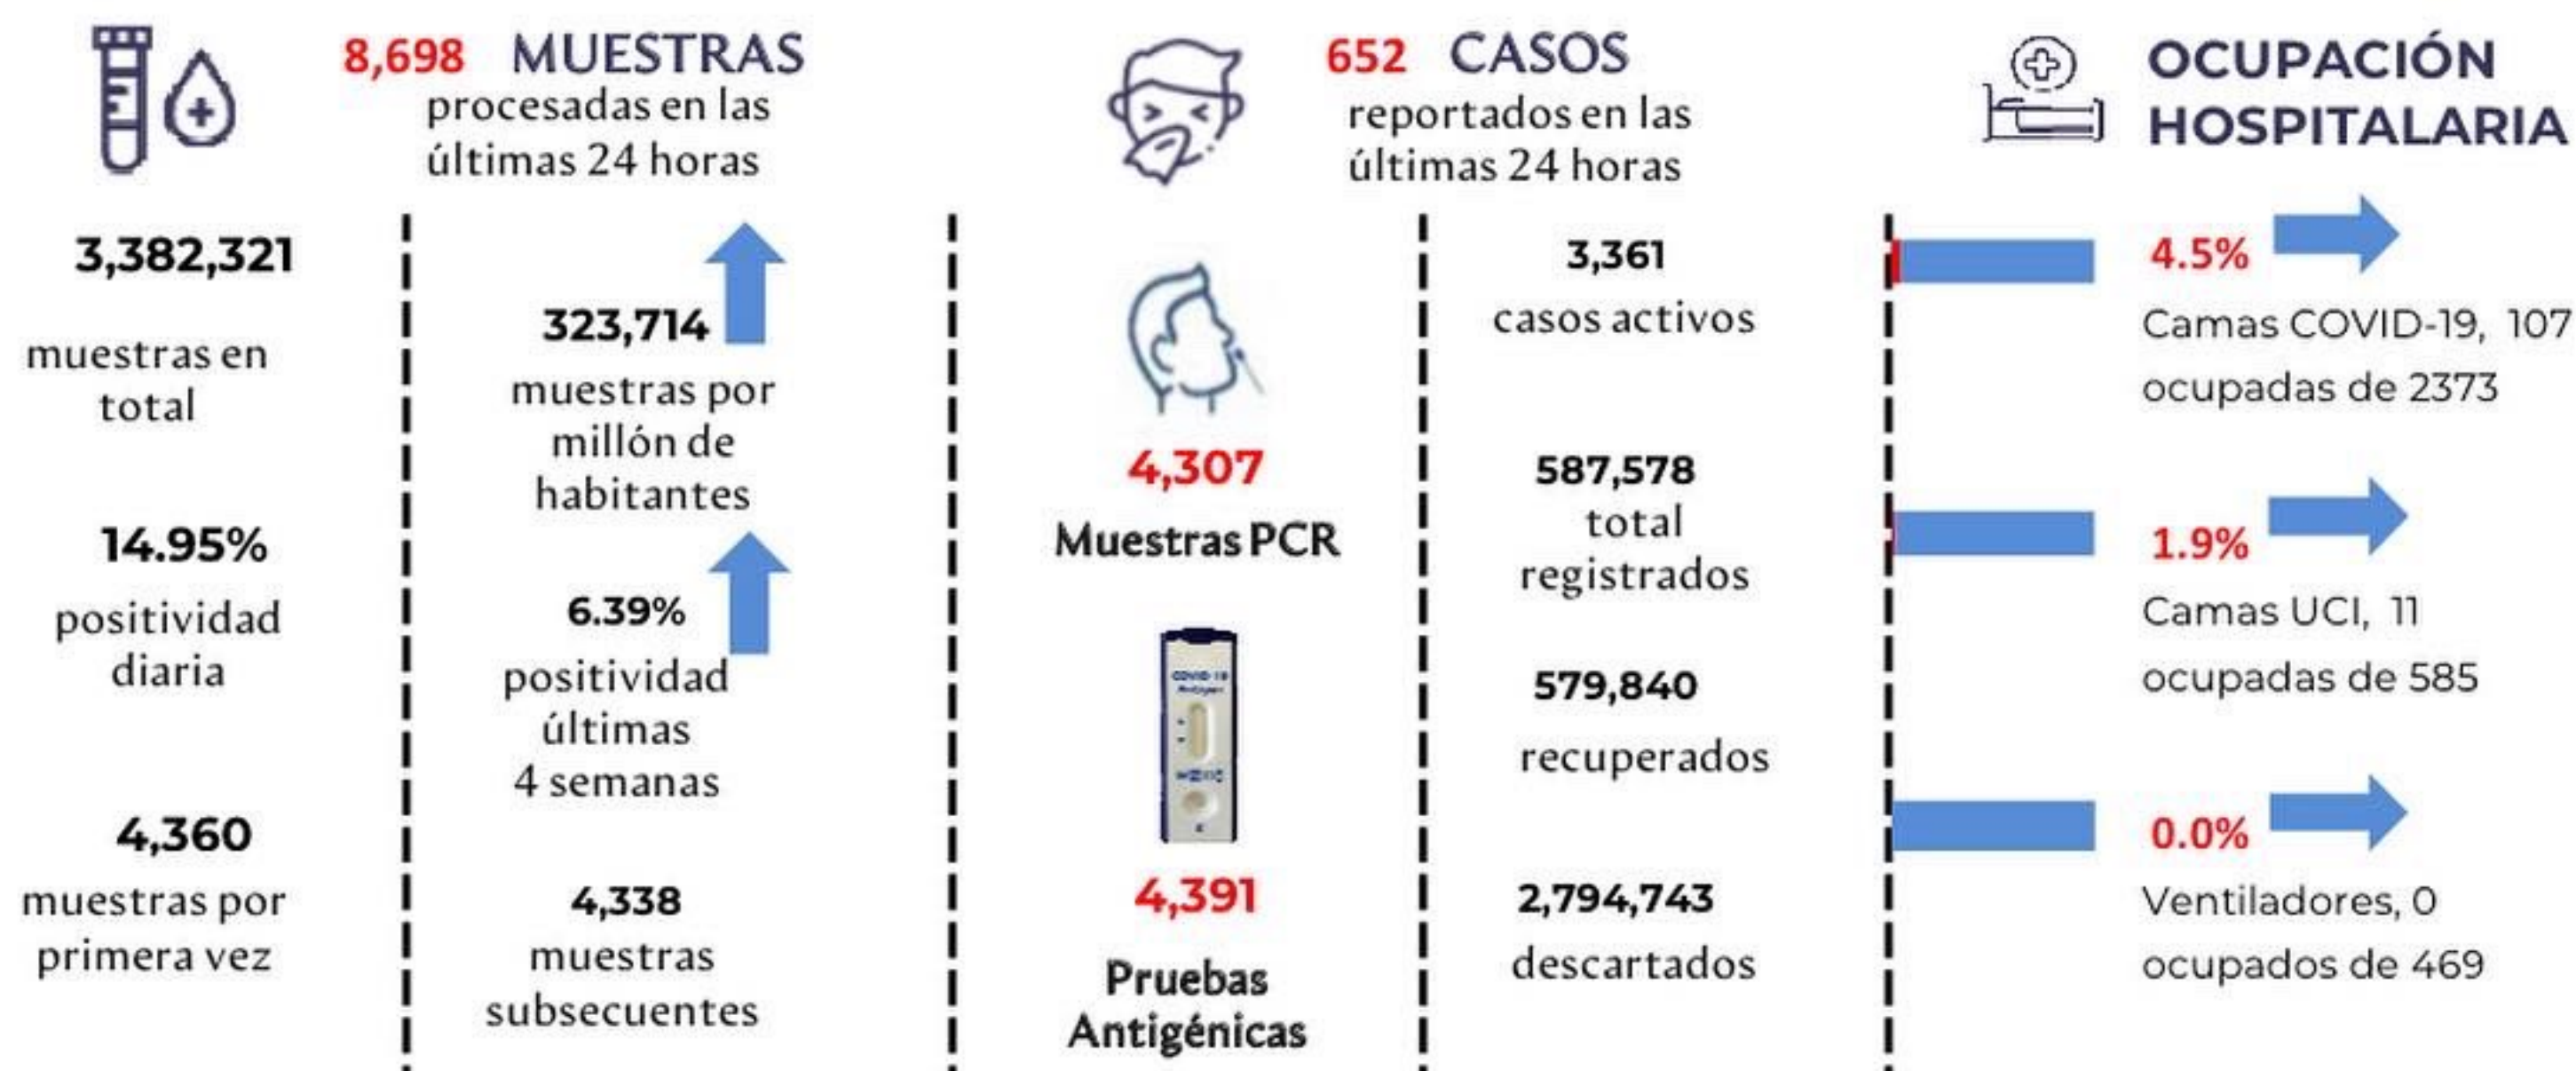 8,698 MUESTRAS
procesadas en las
últimas 24 horas
3,382,321
muestras en
total
14.95%
positividad
diaria
4,360
muestras por
primera vez
323,714
muestras por
millón de
habitantes
6.39%
positividad
últimas
4 semanas
4,338
muestras
subsecuentes
652 CASOS
reportados en las
últimas 24 horas
4,307
Muestras PCR
COVID-19
Antigen
4,391
Pruebas
Antigénicas
3,361
casos activos
587,578
total
registrados
579,840
recuperados
2,794,743
descartados
OCUPACIÓN
HOSPITALARIA
4.5%
Camas COVID-19, 107
ocupadas de 2373
1.9%
Camas UCI, 11
ocupadas de 585
0.0%
Ventiladores, 0
ocupados de 469